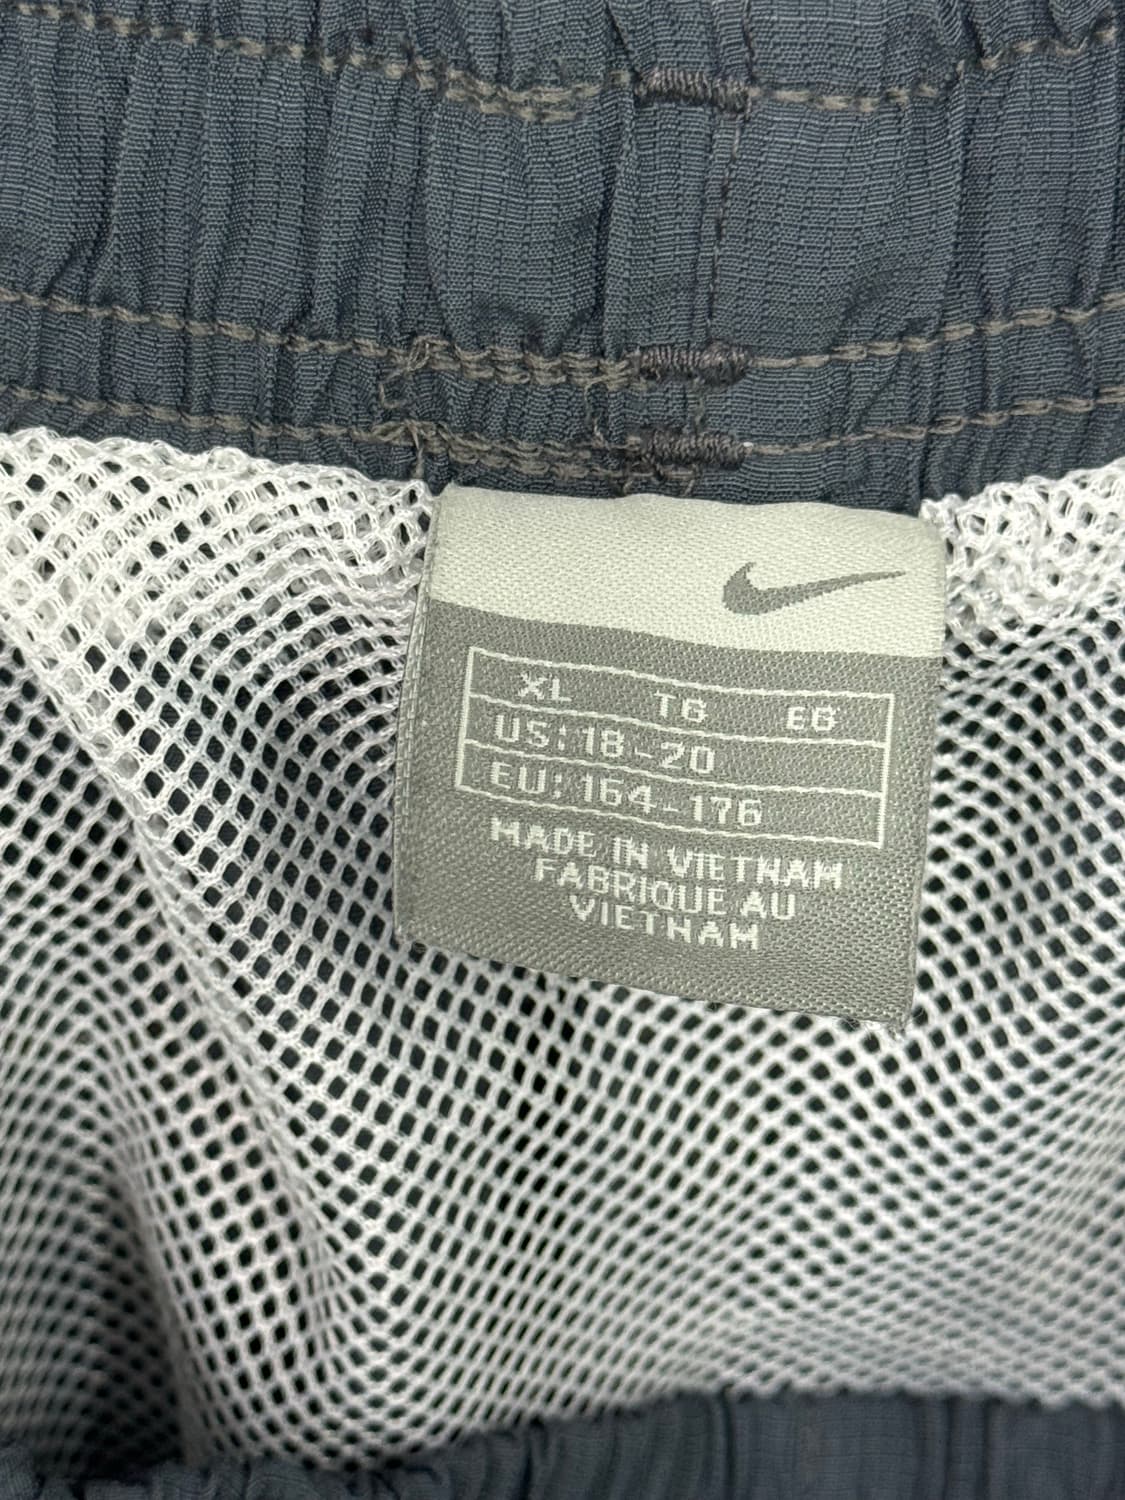 XL TG EG
US: 18-20
EU: 164-176
MADE IN VIETNAM
FABRIQUE AU
VIETNAM